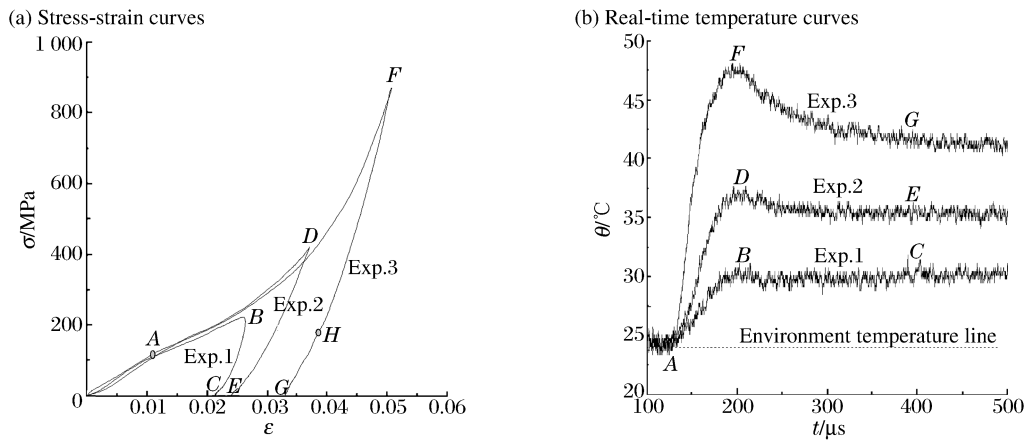 (a) Stress-strain curves
1 000
800
600
400
200
0
σ/MPa
0.01 0.02 0.03 0.04 0.05 0.06
ε
A
B
C
D
E
F
G
H
Exp.1
Exp.2
Exp.3
(b) Real-time temperature curves
50
45
40
35
30
25
20
θ/℃
100 200 300 400 500
t/μs
F
Exp.3
G
D
Exp.2
E
B
Exp.1
C
Environment temperature line
A